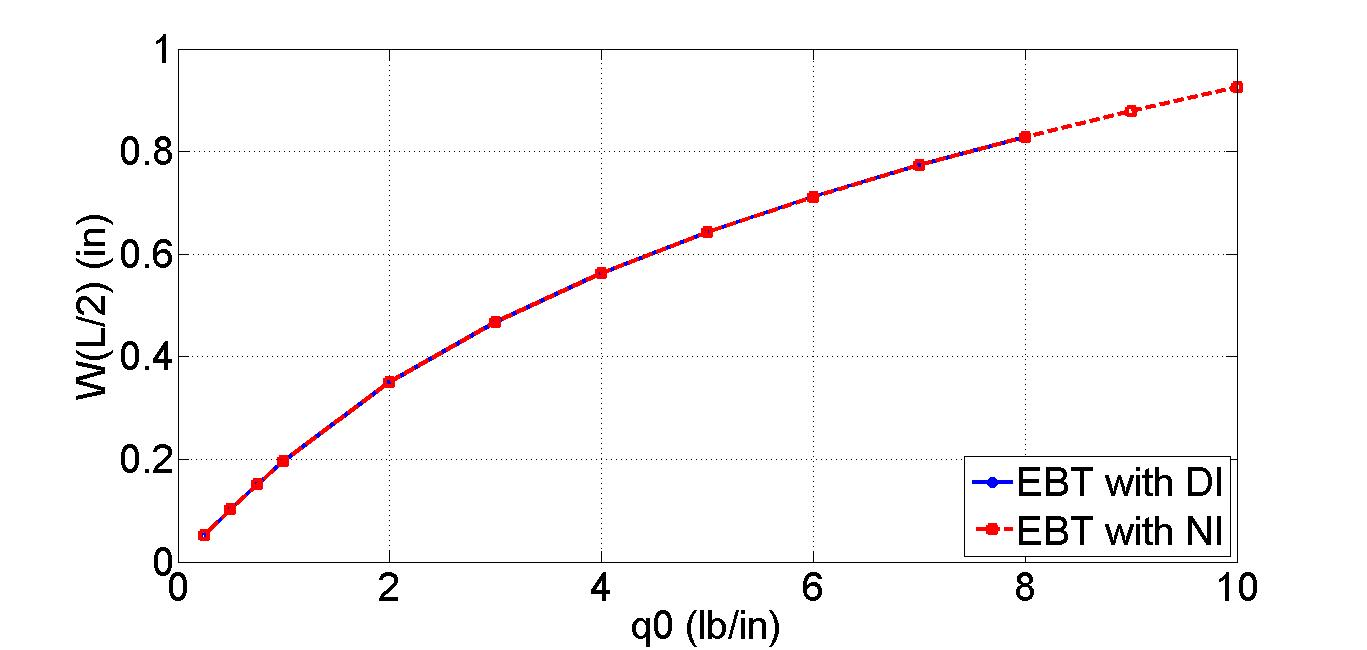 1
0.8
0.6
0.4
0.2
0
W(L/2) (in)
0 2 4 6 8 10
q0 (lb/in)
EBT with DI
EBT with NI